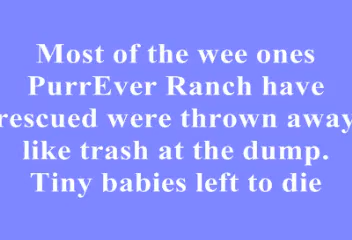 Most of the wee ones
PurrEver Ranch have
rescued were thrown away
like trash at the dump.
Tiny babies left to die